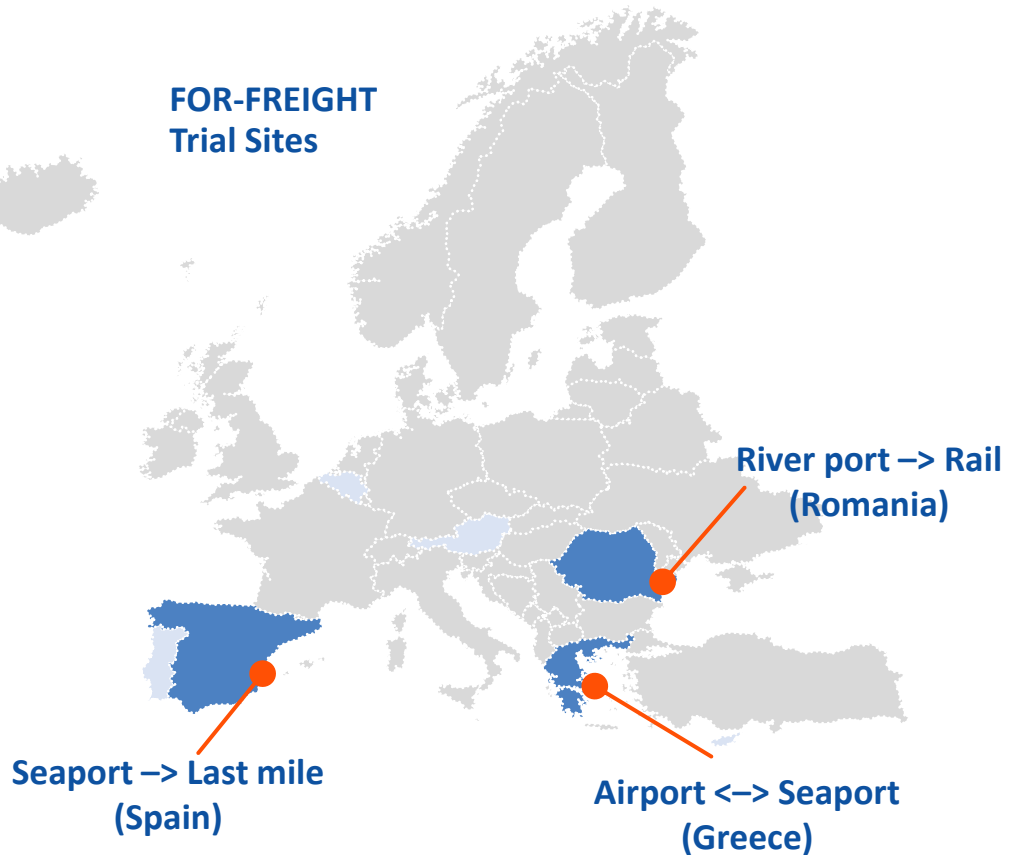 FOR-FREIGHT
Trial Sites
River port –> Rail
(Romania)
Seaport –> Last mile
(Spain)
Airport <–> Seaport
(Greece)